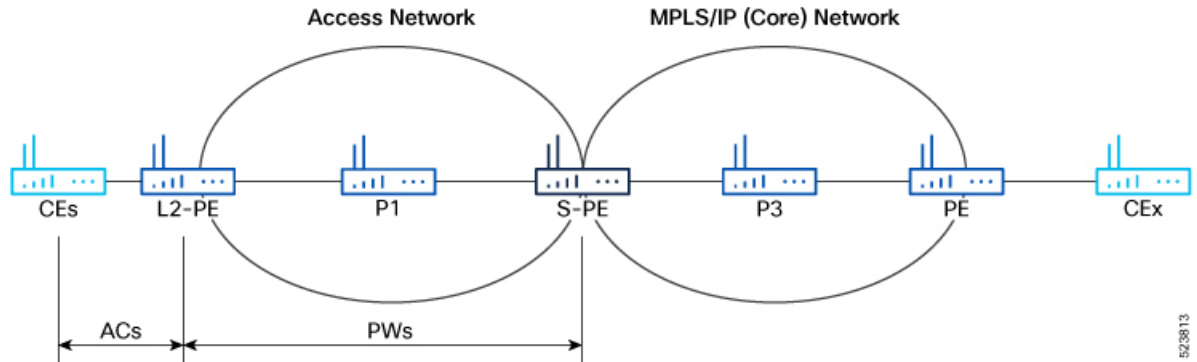 Access Network
MPLS/IP (Core) Network
CEs
L2-PE
P1
S-PE
P3
PE
CEx
ACs
PWs
523813